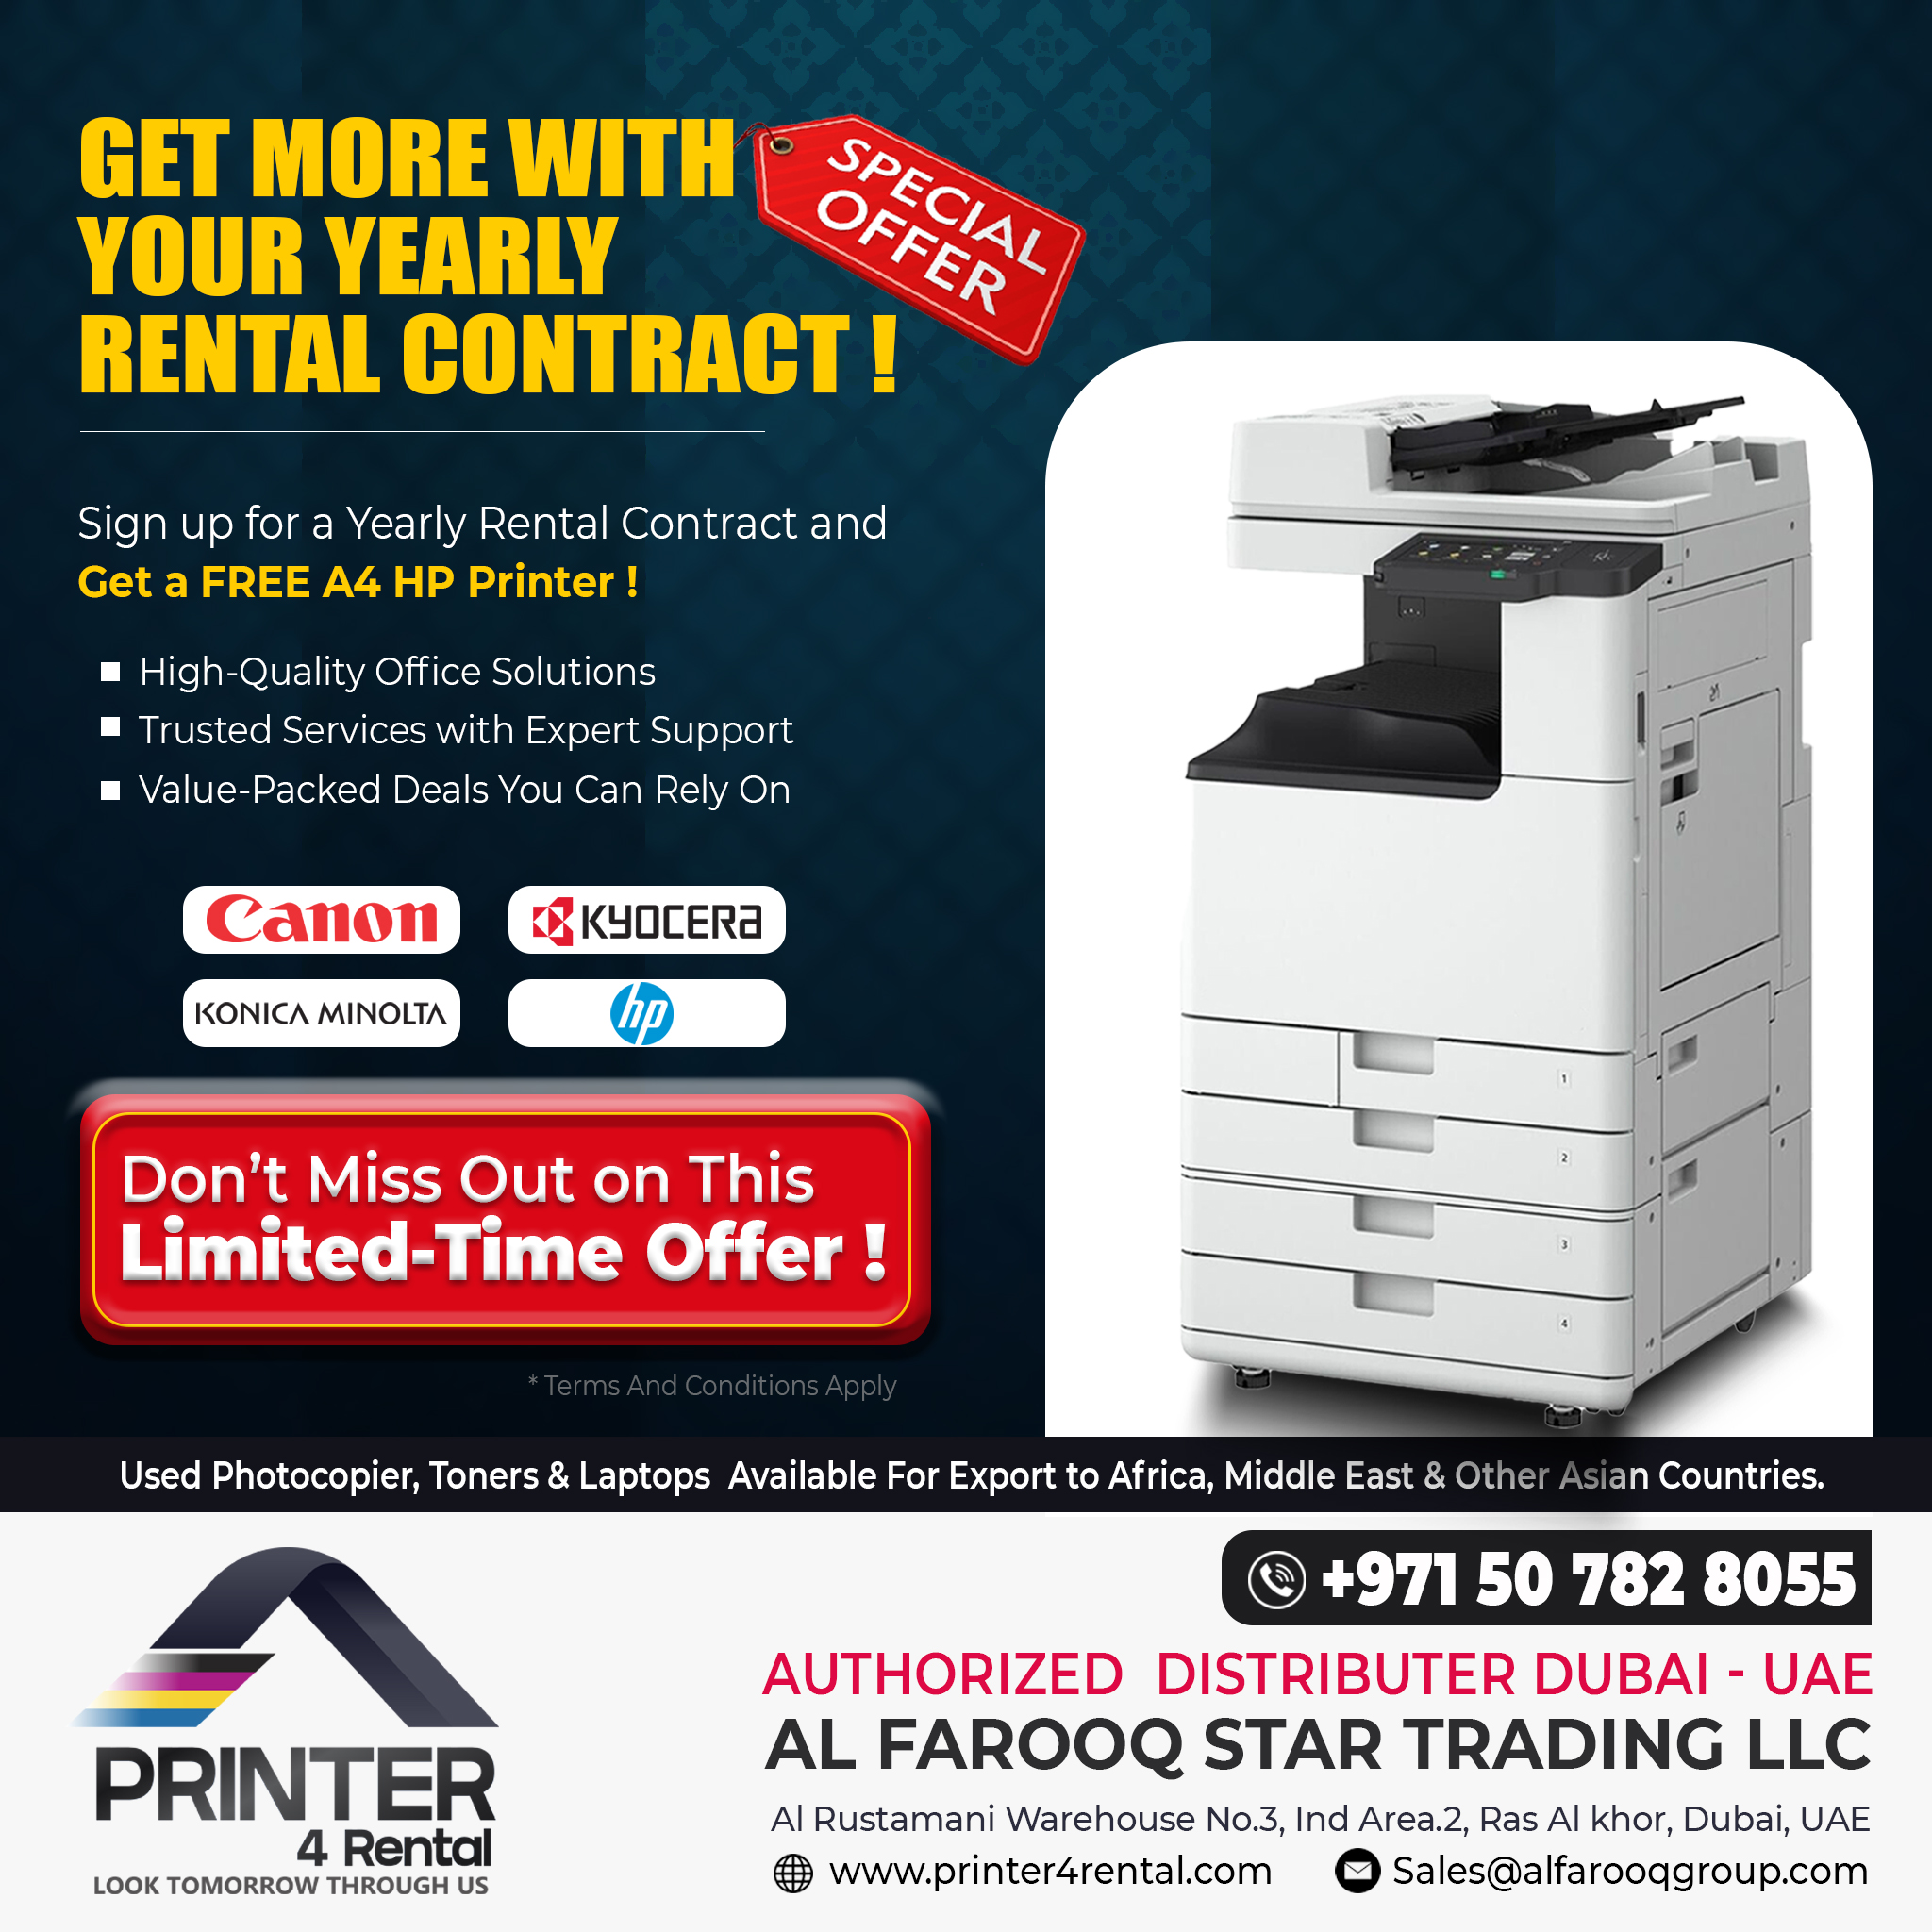 GET MORE WITH
YOUR YEARLY
RENTAL CONTRACT !
SPECIAL
OFFER
Sign up for a Yearly Rental Contract and
Get a FREE A4 HP Printer !
High-Quality Office Solutions
Trusted Services with Expert Support
Value-Packed Deals You Can Rely On
Canon
KYOCERA
KONICA MINOLTA
hp
Don't Miss Out on This
Limited-Time Offer !
* Terms And Conditions Apply
1
2
3
4
Used Photocopier, Toners & Laptops Available For Export to Africa, Middle East & Other Asian Countries.
PRINTER
4 Rental
LOOK TOMORROW THROUGH US
+971 50 782 8055
AUTHORIZED DISTRIBUTER DUBAI - UAE
AL FAROOQ STAR TRADING LLC
Al Rustamani Warehouse No.3, Ind Area.2, Ras Al khor, Dubai, UAE
www.printer4rental.com
Sales@alfarooqgroup.com